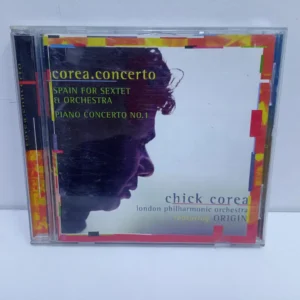 corea.concerto
SPAIN FOR SEXTET
& ORCHESTRA
PIANO CONCERTO NO.1
chick corea
london philharmonic orchestra
ORIGIN